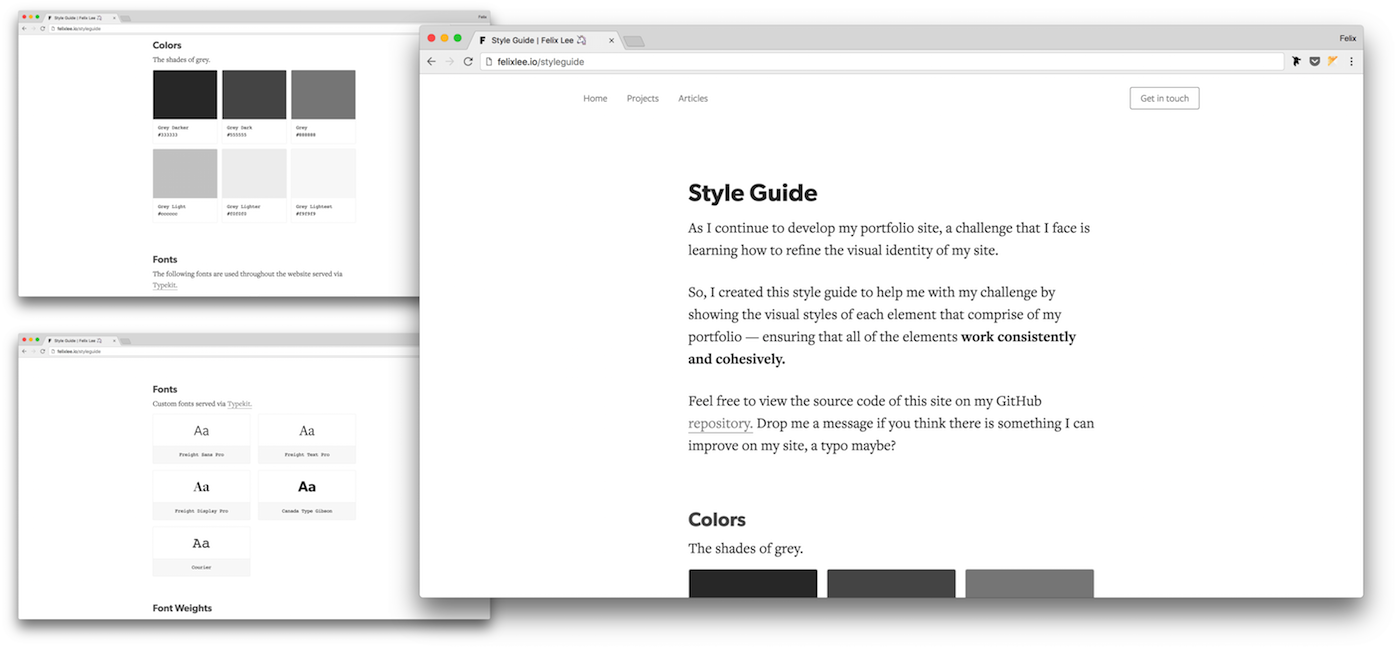 Style Guide | Felix Lee
Felix
felixlee.io/styleguide
Colors
The shades of grey.
Grey Darker
#333333
Grey Dark
#555555
Grey
#888888
Grey Light
#cccccc
Grey Lighter
#f0f0f0
Grey Lightest
#f9f9f9
Fonts
The following fonts are used throughout the website served via
Typekit.
Style Guide | Felix Lee
felixlee.io/styleguide
Fonts
Custom fonts served via Typekit.
Aa
Freight Sans Pro
Aa
Freight Text Pro
Aa
Freight Display Pro
Aa
Canada Type Gibson
Aa
Courier
Font Weights
F Style Guide | Felix Lee
Felix
felixlee.io/styleguide
Home Projects Articles
Get in touch
Style Guide
As I continue to develop my portfolio site, a challenge that I face is
learning how to refine the visual identity of my site.
So, I created this style guide to help me with my challenge by
showing the visual styles of each element that comprise of my
portfolio — ensuring that all of the elements work consistently
and cohesively.
Feel free to view the source code of this site on my GitHub
repository. Drop me a message if you think there is something I can
improve on my site, a typo maybe?
Colors
The shades of grey.